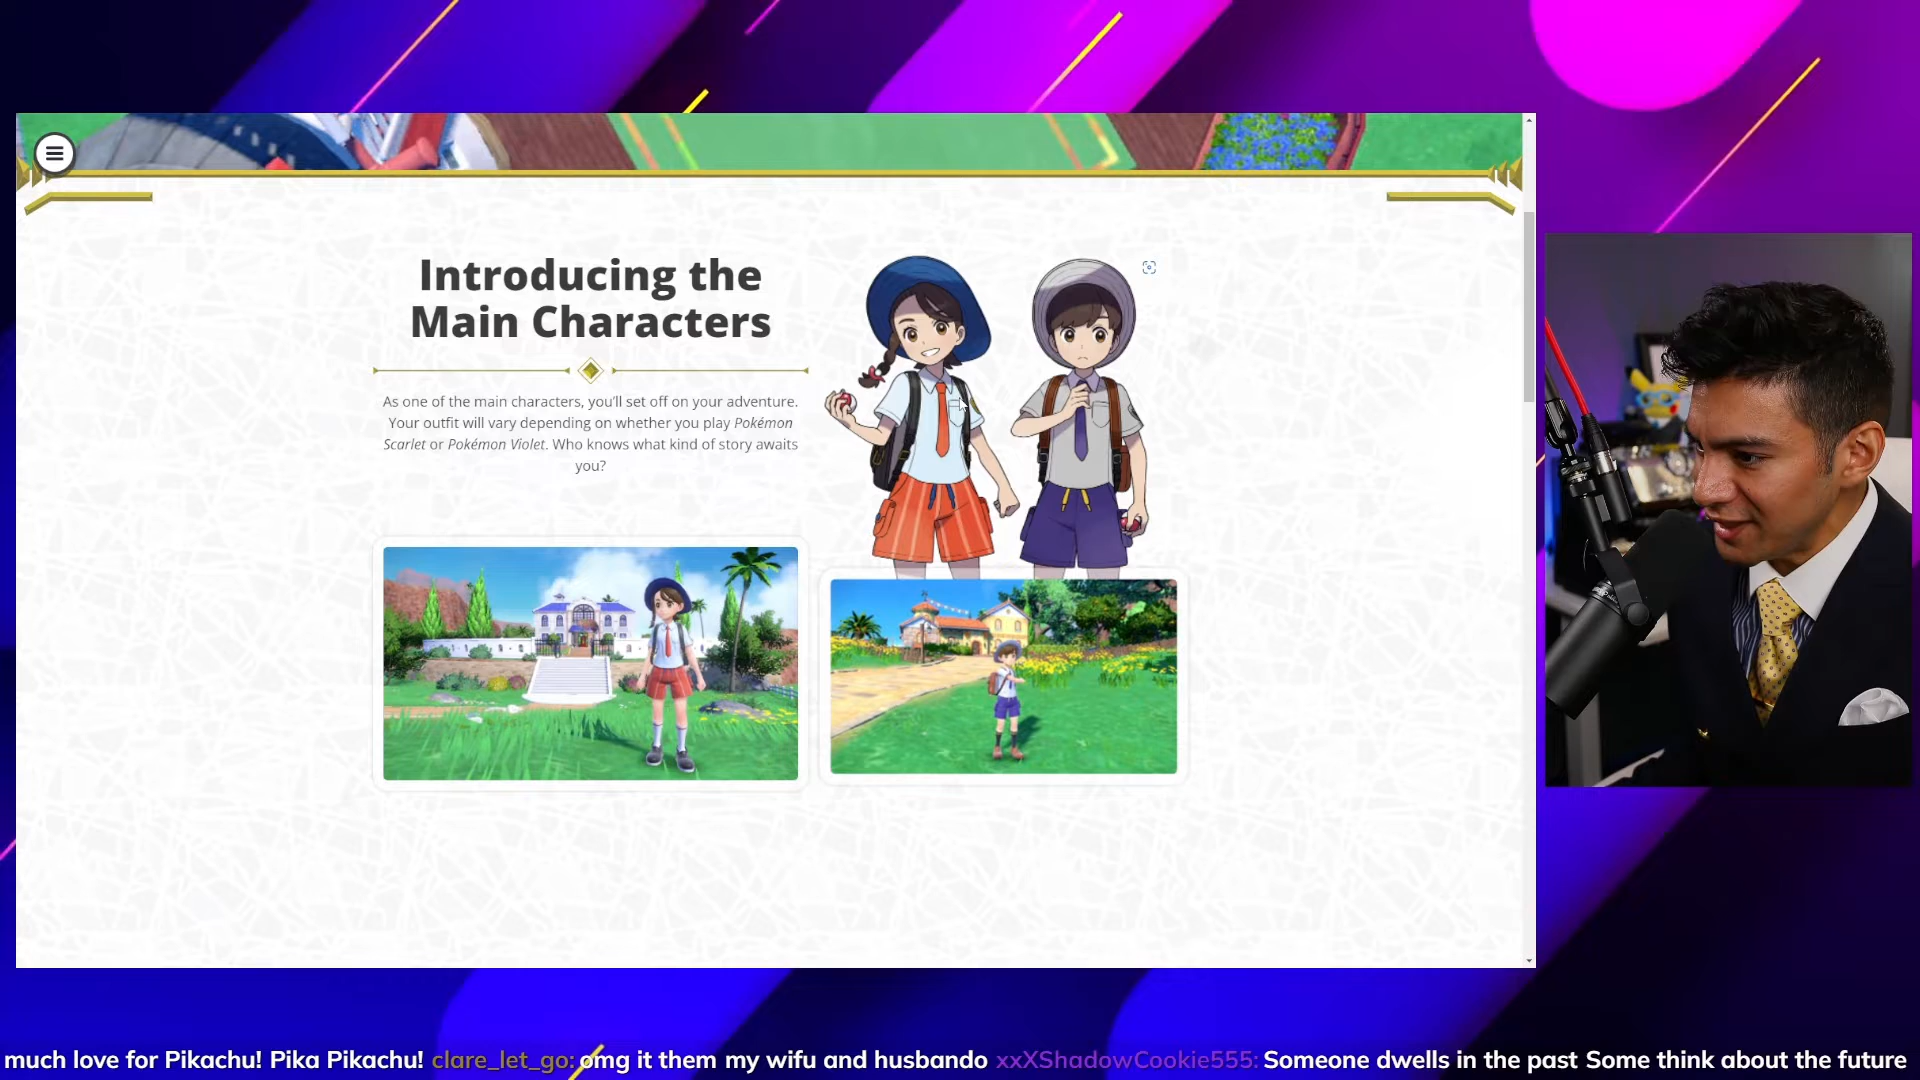 Introducing the
Main Characters
As one of the main characters, you'll set off on your adventure.
Your outfit will vary depending on whether you play Pokémon
Scarlet or Pokémon Violet. Who knows what kind of story awaits
you?
much love for Pikachu! Pika Pikachu! clare_let_go: omg it them my wifu and husbando xxXShadowCookie555: Someone dwells in the past Some think about the future